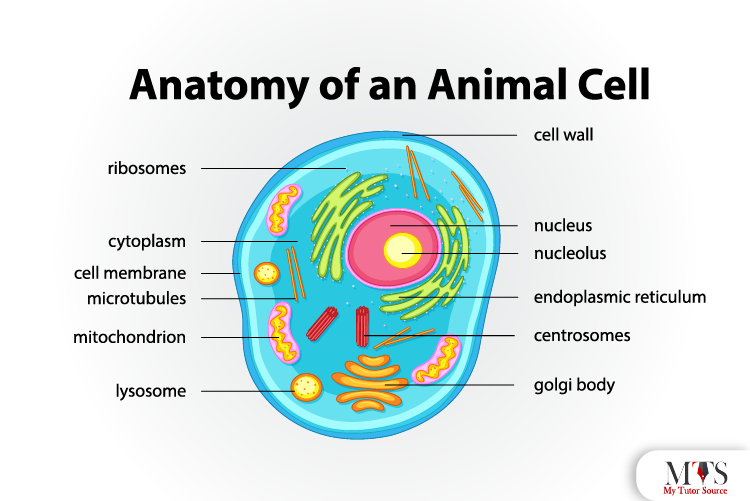 Anatomy of an Animal Cell
cell wall
ribosomes
nucleus
cytoplasm
nucleolus
cell membrane
microtubules
endoplasmic reticulum
mitochondrion
centrosomes
lysosome
golgi body
MTS
My Tutor Source